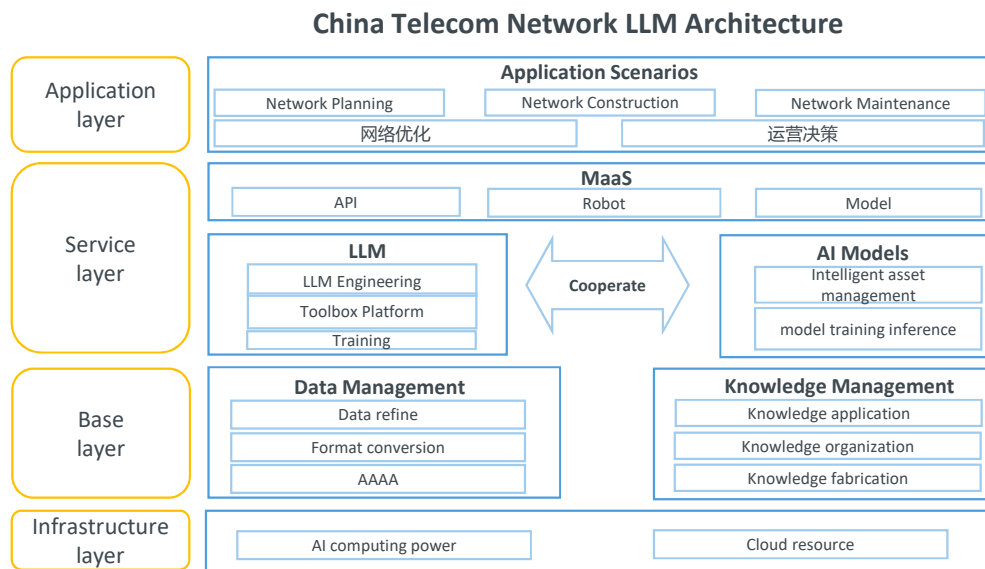 China Telecom Network LLM Architecture
Application
layer
Application Scenarios
Network Planning
Network Construction
Network Maintenance
网络优化
运营决策
Service
layer
MaaS
API
Robot
Model
LLM
LLM Engineering
Toolbox Platform
Training
Cooperate
AI Models
Intelligent asset
management
model training inference
Base
layer
Data Management
Data refine
Format conversion
AAAA
Knowledge Management
Knowledge application
Knowledge organization
Knowledge fabrication
Infrastructure
layer
AI computing power
Cloud resource